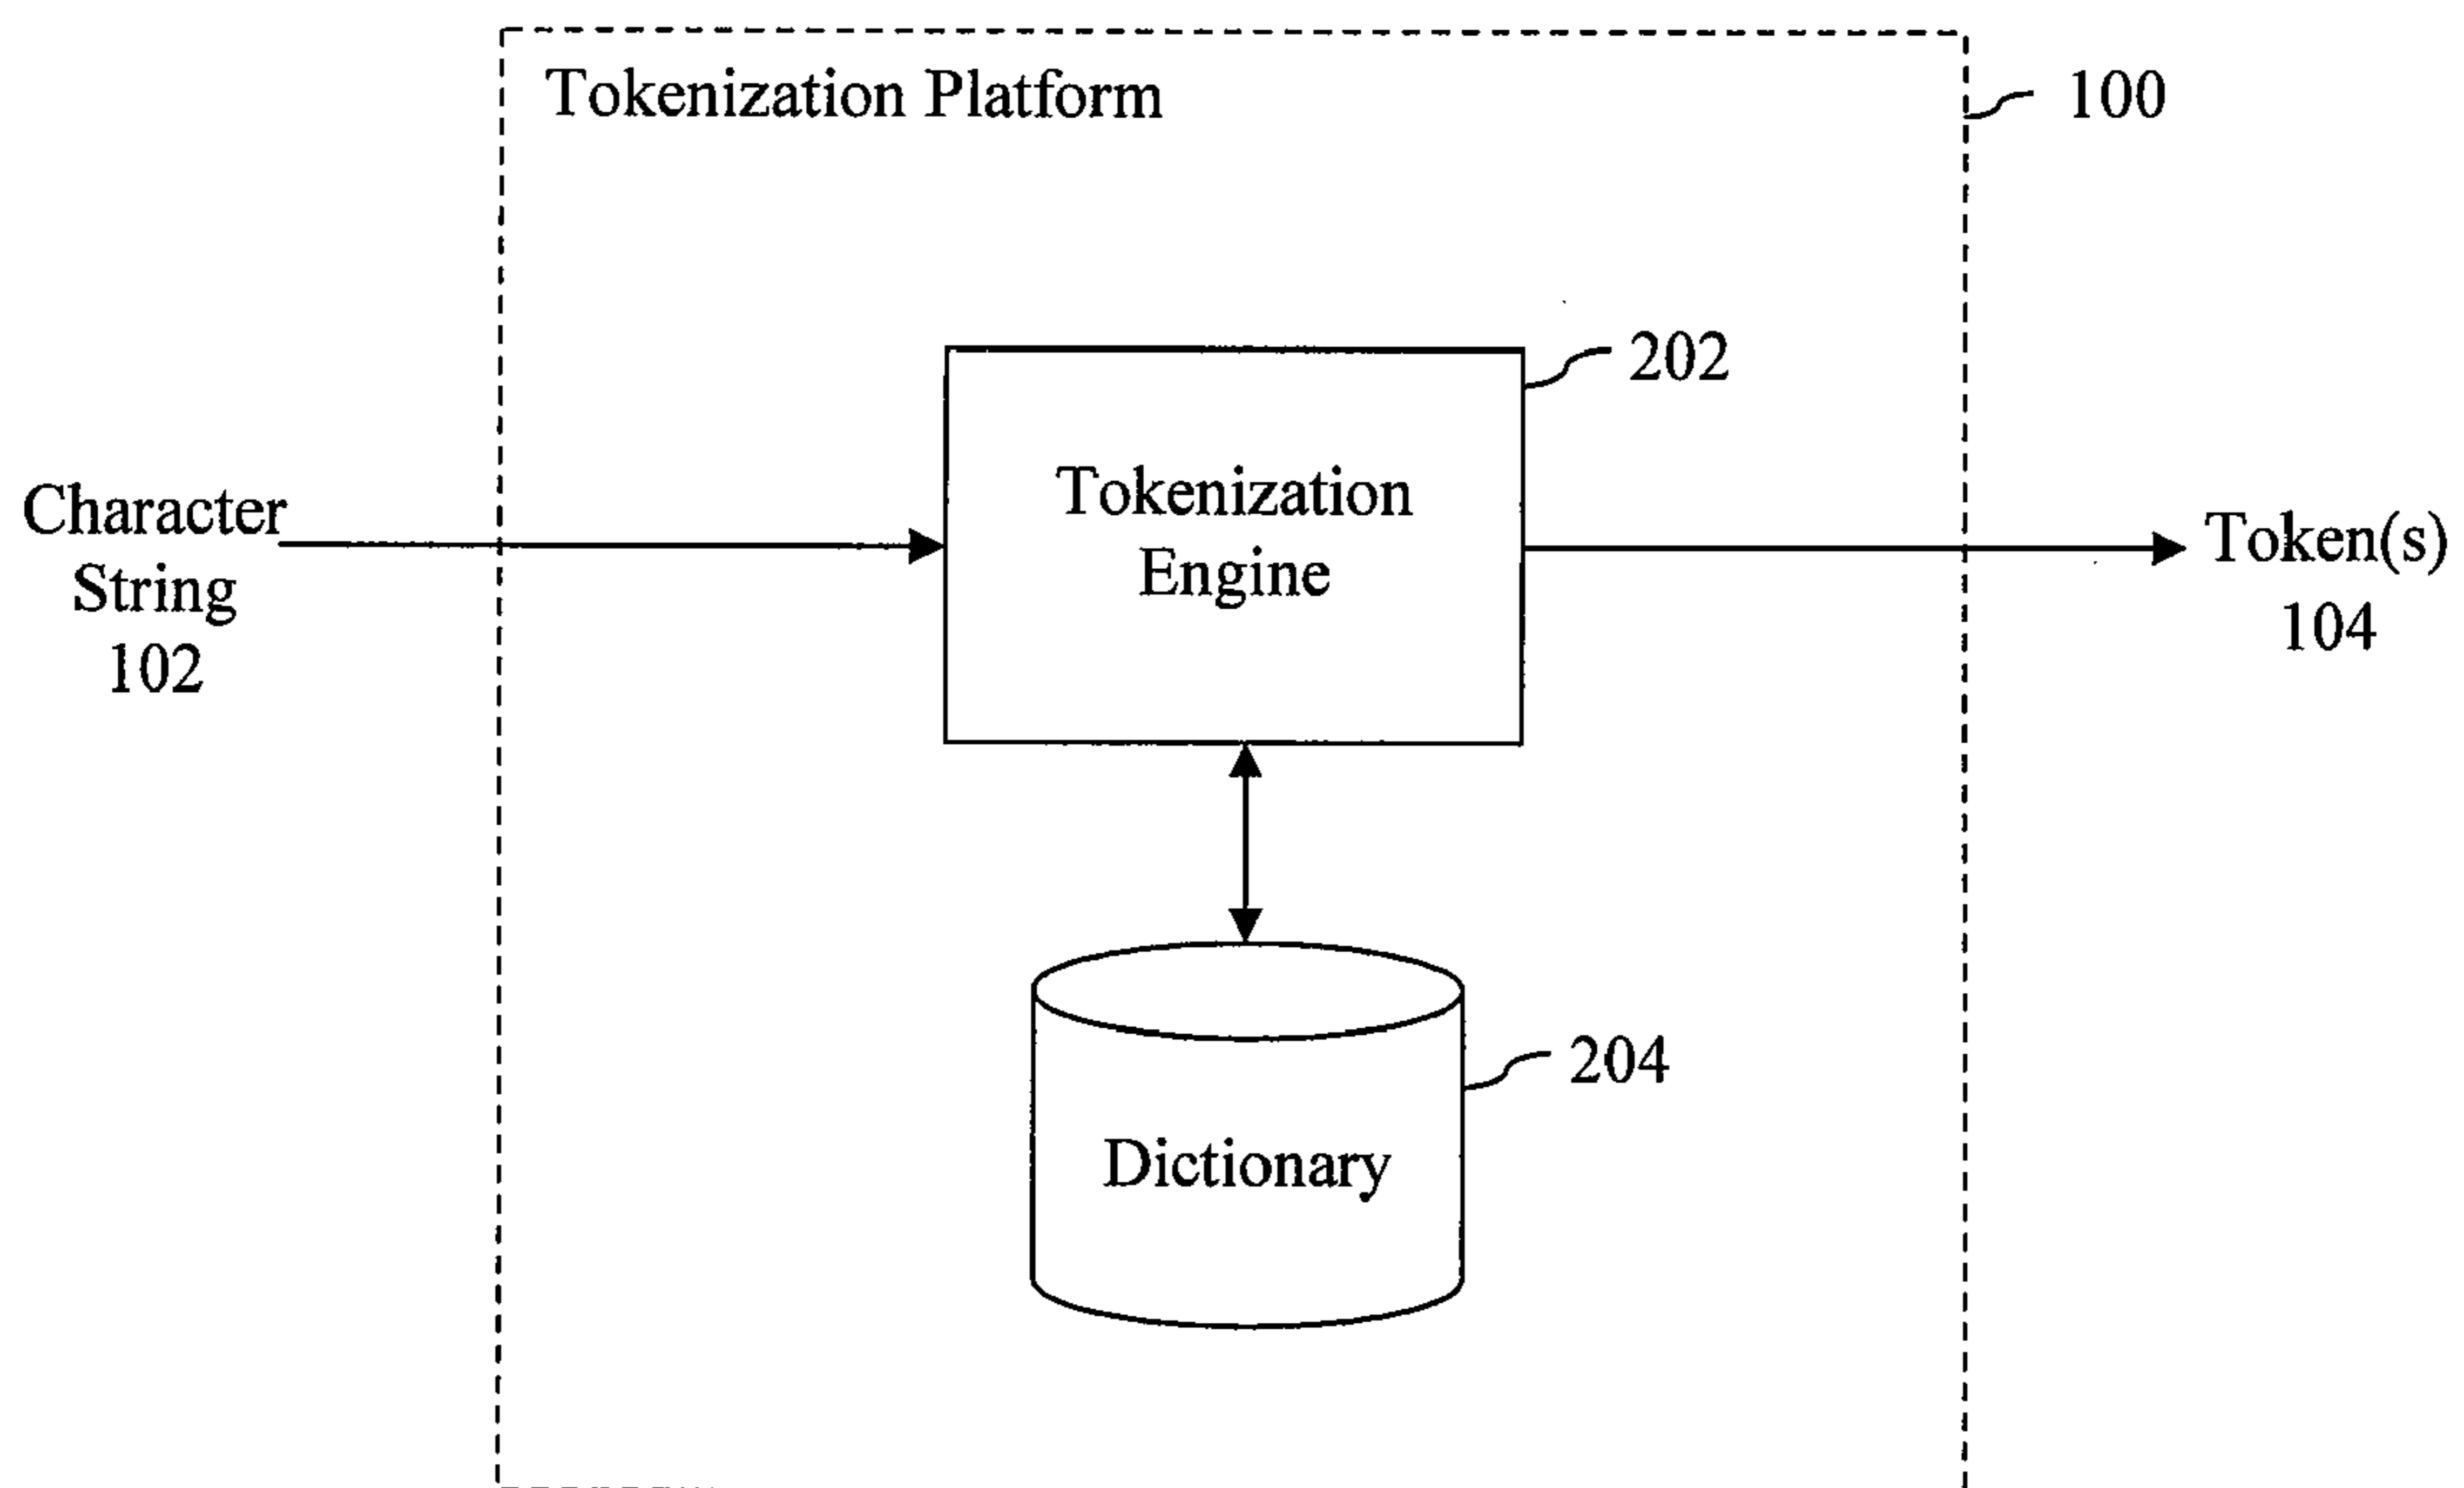 Tokenization Platform
100
202
Tokenization
Engine
Character
String
102
Token(s)
104
204
Dictionary